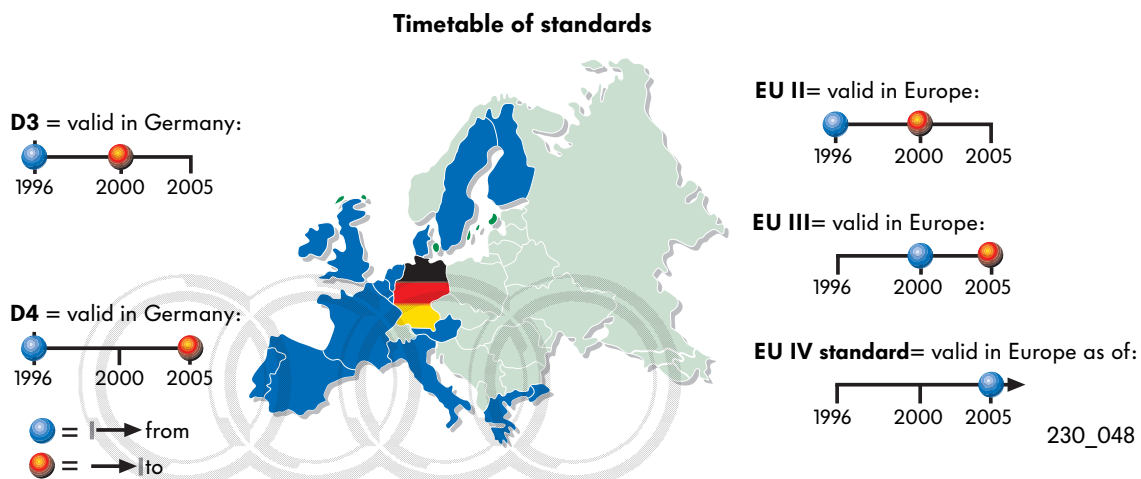 Timetable of standards
D3 = valid in Germany:
1996 2000 2005
D4 = valid in Germany:
1996 2000 2005
= from
= to
EU II= valid in Europe:
1996 2000 2005
EU III= valid in Europe:
1996 2000 2005
EU IV standard= valid in Europe as of:
1996 2000 2005
230_048